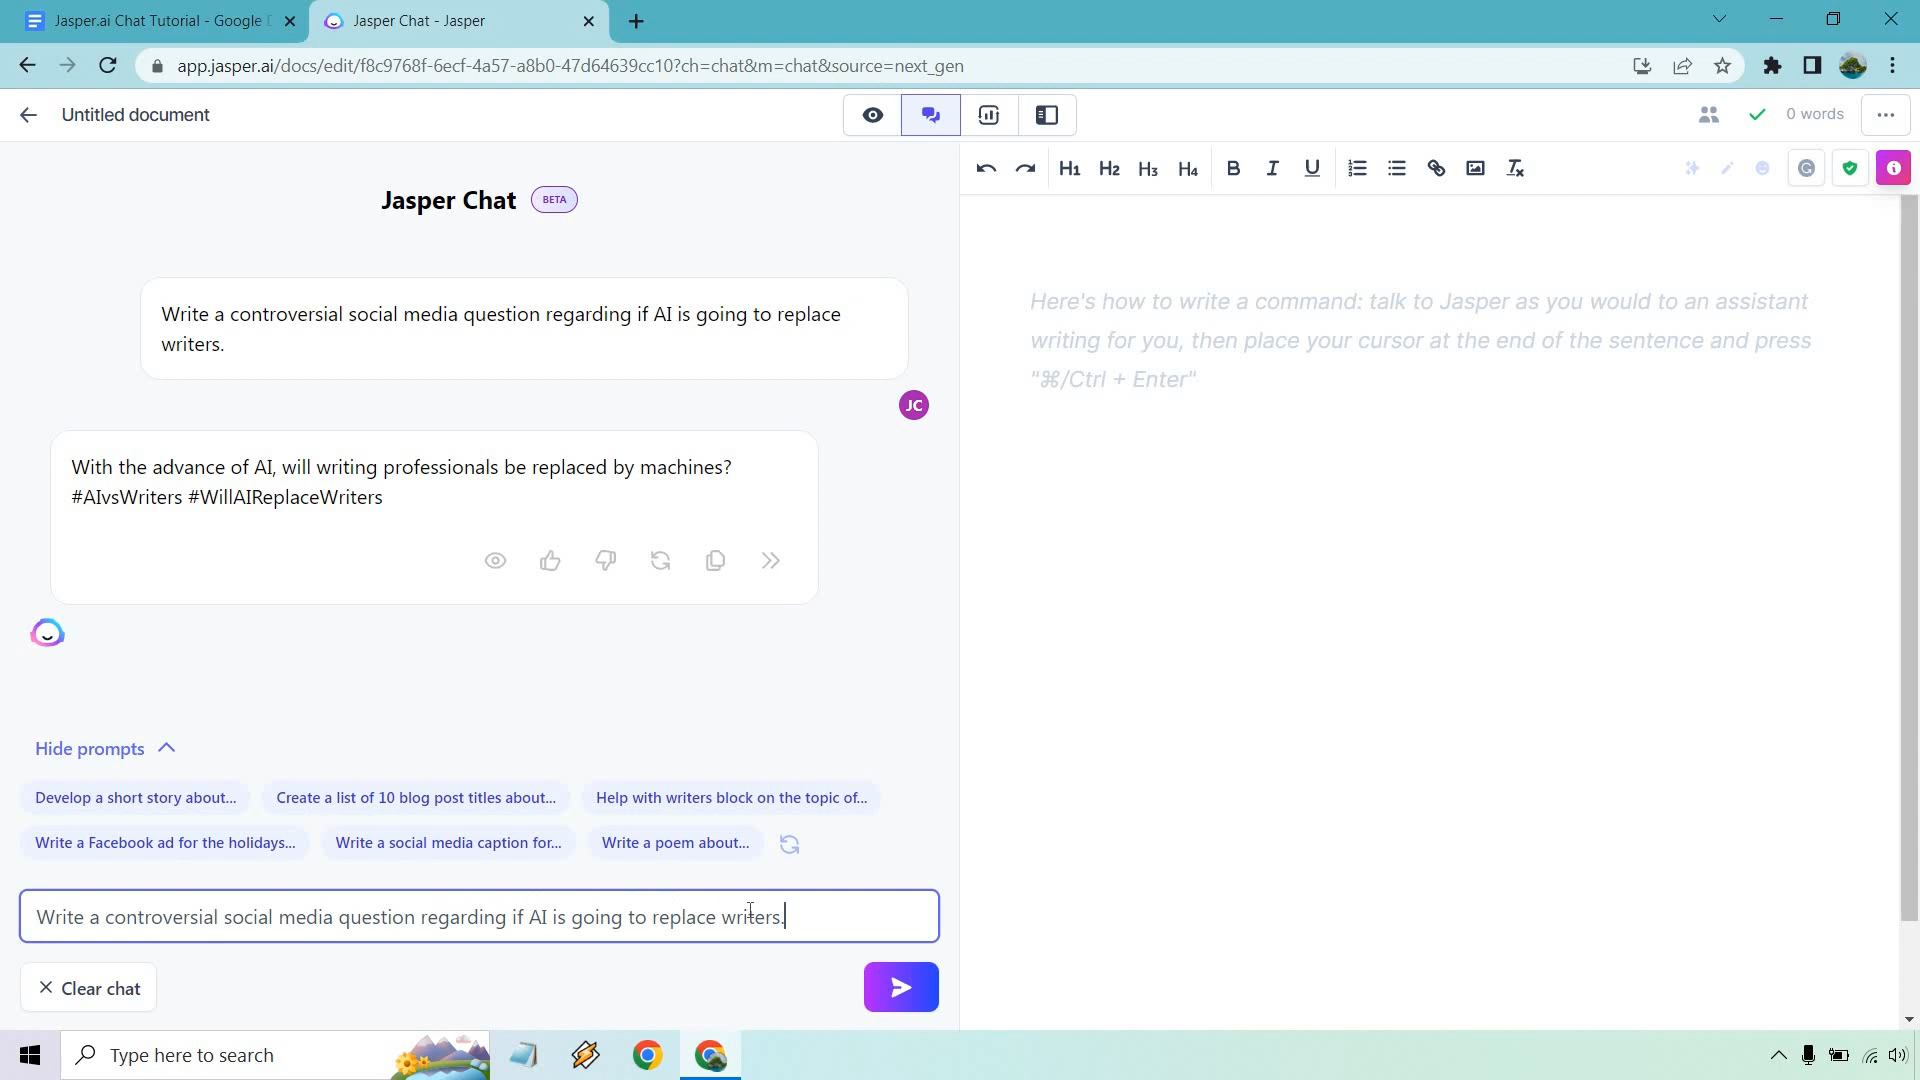 Jasper.ai Chat Tutorial - Google D
Jasper Chat - Jasper
app.jasper.ai/docs/edit/f8c9768f-6ecf-4a57-a8b0-47d64639cc10?ch=chat&m=chat&source=next_gen
Untitled document
0 words
H1 H2 H3 H4 B I U
Jasper Chat BETA
Write a controversial social media question regarding if AI is going to replace
writers.
JC
With the advance of AI, will writing professionals be replaced by machines?
#AIvsWriters #WillAIReplaceWriters
Hide prompts
Develop a short story about...
Create a list of 10 blog post titles about...
Help with writers block on the topic of...
Write a Facebook ad for the holidays...
Write a social media caption for...
Write a poem about...
Write a controversial social media question regarding if AI is going to replace writers.
Clear chat
Here's how to write a command: talk to Jasper as you would to an assistant
writing for you, then place your cursor at the end of the sentence and press
"⌘/Ctrl + Enter"
Type here to search